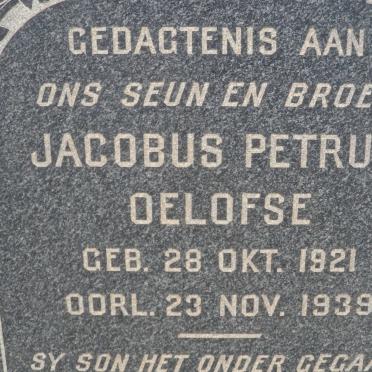 GEDAGTENIS AAN
ONS SEUN EN BROE
JACOBUS PETRU
OELOFSE
GEB. 28 OKT. 1921
OORL. 23 NOV. 1939
SY SON HET ONDER GEGA